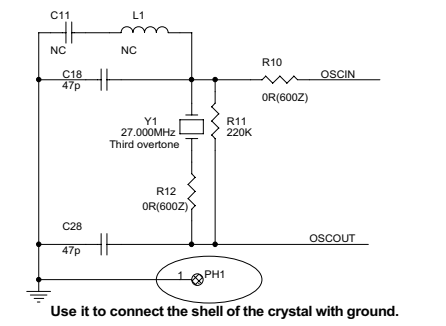 C11
L1
NC
NC
R10
OSCIN
C18
47p
0R(600Z)
Y1
27.000MHz
Third overtone
R11
220K
R12
0R(600Z)
C28
47p
OSCOUT
1
PH1
Use it to connect the shell of the crystal with ground.